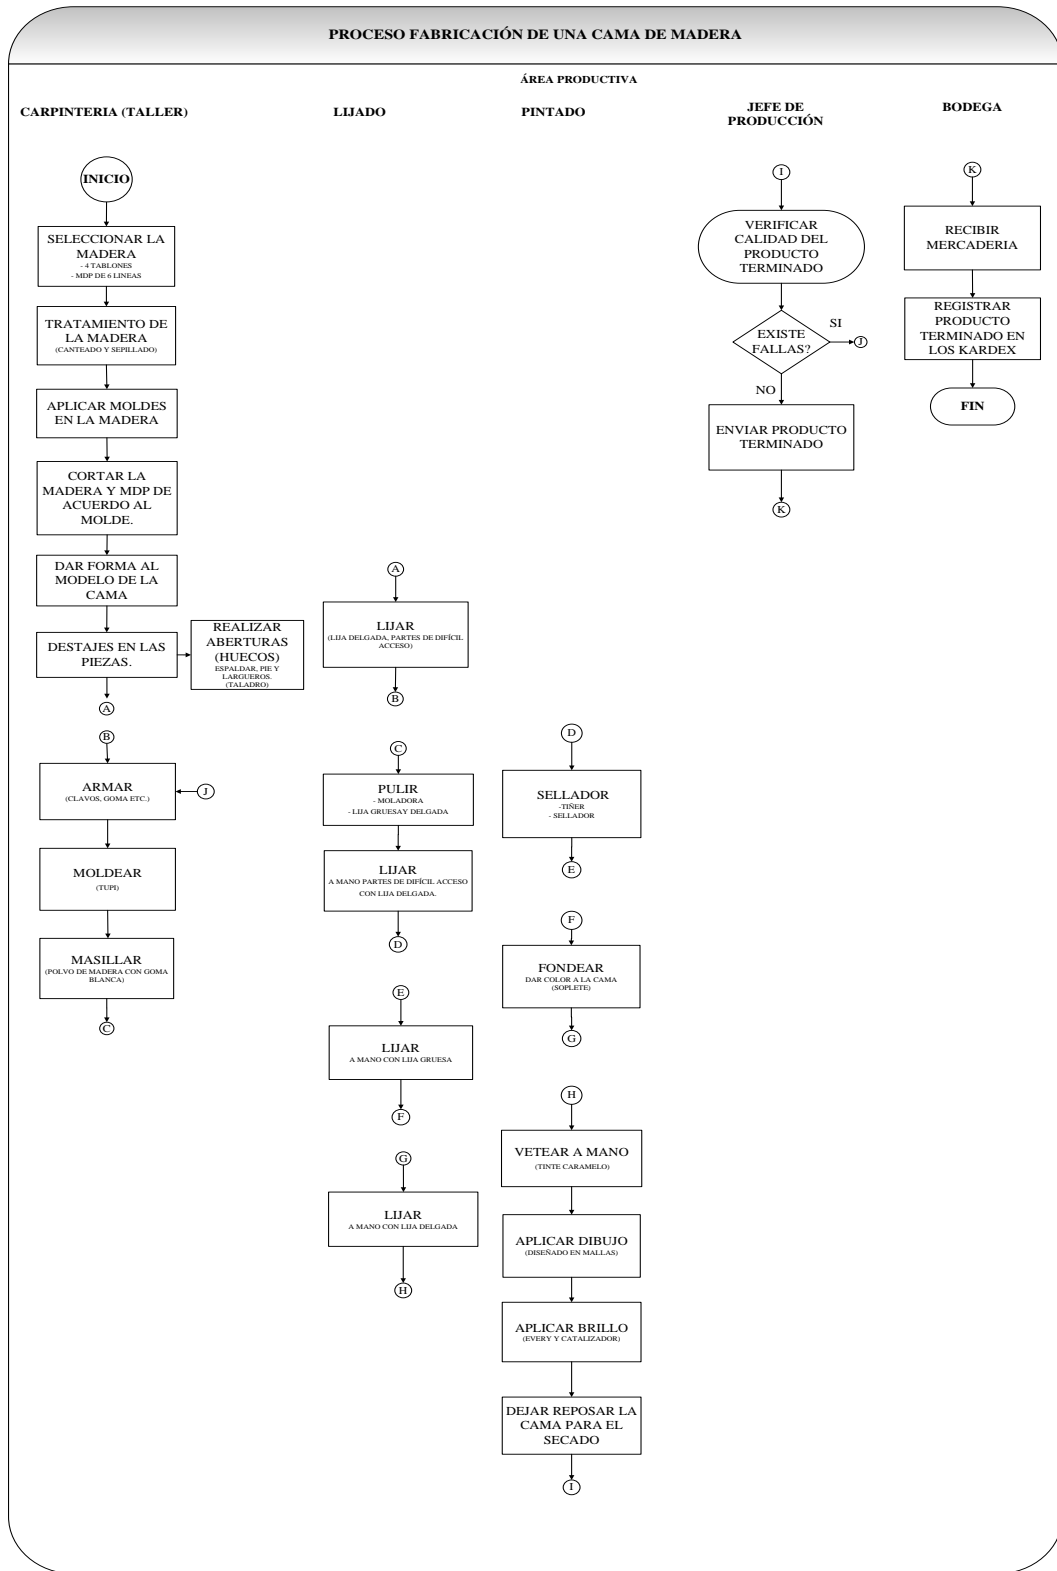 PROCESO FABRICACIÓN DE UNA CAMA DE MADERA
ÁREA PRODUCTIVA
CARPINTERIA (TALLER)
LIJADO
PINTADO
JEFE DE
PRODUCCIÓN
BODEGA
INICIO
SELECCIONAR LA
MADERA
- 4 TABLONES
- MDP DE 6 LINEAS
TRATAMIENTO DE
LA MADERA
(CANTEADO Y SEPILLADO)
APLICAR MOLDES
EN LA MADERA
CORTAR LA
MADERA Y MDP DE
ACUERDO AL
MOLDE.
DAR FORMA AL
MODELO DE LA
CAMA
DESTAJES EN LAS
PIEZAS.
REALIZAR
ABERTURAS
(HUECOS)
ESPALDAR, PIE Y
LARGUEROS.
(TALADRO)
A
B
ARMAR
(CLAVOS, GOMA ETC.)
J
MOLDEAR
(TUPI)
MASILLAR
(POLVO DE MADERA CON GOMA
BLANCA)
C
A
LIJAR
(LIJA DELGADA, PARTES DE DIFÍCIL
ACCESO)
B
C
PULIR
- MOLADORA
- LIJA GRUESAY DELGADA
LIJAR
A MANO PARTES DE DIFÍCIL ACCESO
CON LIJA DELGADA.
D
E
LIJAR
A MANO CON LIJA GRUESA
F
G
LIJAR
A MANO CON LIJA DELGADA
H
D
SELLADOR
-TIÑER
- SELLADOR
E
F
FONDEAR
DAR COLOR A LA CAMA
(SOPLETE)
G
H
VETEAR A MANO
(TINTE CARAMELO)
APLICAR DIBUJO
(DISEÑADO EN MALLAS)
APLICAR BRILLO
(EVERY Y CATALIZADOR)
DEJAR REPOSAR LA
CAMA PARA EL
SECADO
I
I
VERIFICAR
CALIDAD DEL
PRODUCTO
TERMINADO
EXISTE
FALLAS?
SI
J
NO
ENVIAR PRODUCTO
TERMINADO
K
K
RECIBIR
MERCADERIA
REGISTRAR
PRODUCTO
TERMINADO EN
LOS KARDEX
FIN